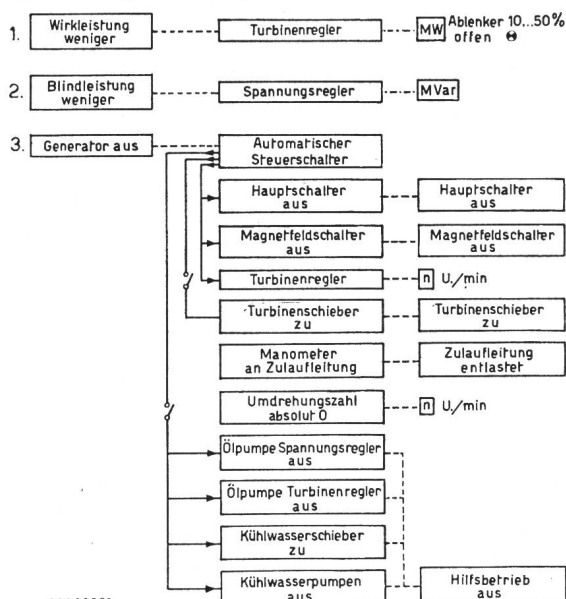 1. Wirkleistung weniger Turbinenregler MW Ablenker 10...50% offen
2. Blindleistung weniger Spannungsregler MVar
3. Generator aus Automatischer Steuerschalter
Hauptschalter aus Hauptschalter aus
Magnetfeldschalter aus Magnetfeldschalter aus
Turbinenregler n U./min
Turbinenschieber zu Turbinenschieber zu
Manometer an Zulaufleitung Zulaufleitung entlastet
Umdrehungszahl absolut 0 n U./min
Ölpumpe Spannungsregler aus
Ölpumpe Turbinenregler aus
Kühlwasserschieber zu
Kühlwasserpumpen aus Hilfsbetrieb aus